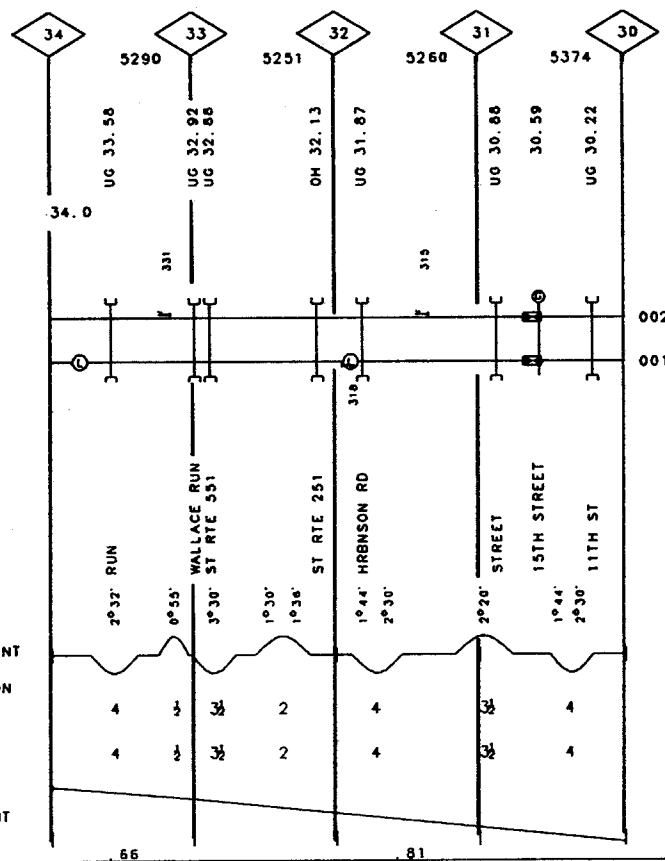 34 33 32 31 30
5290 5251 5260 5374
UG 33.58
UG 32.92
UG 32.88
OH 32.13
UG 31.87
UG 30.88
30.59
UG 30.22
34.0
331
315
002
L L
001
318
RUN
WALLACE RUN
ST RTE 551
ST RTE 251
HRBNSON RD
STREET
15TH STREET
11TH ST
2°32'
0°55'
3°30'
1°30'
1°36'
1°44'
2°30'
2°20'
1°44'
2°30'
NT
ON
4 ½ 3½ 2 4 3½ 4
4 ½ 3½ 2 4 3½ 4
NT
.66 .81